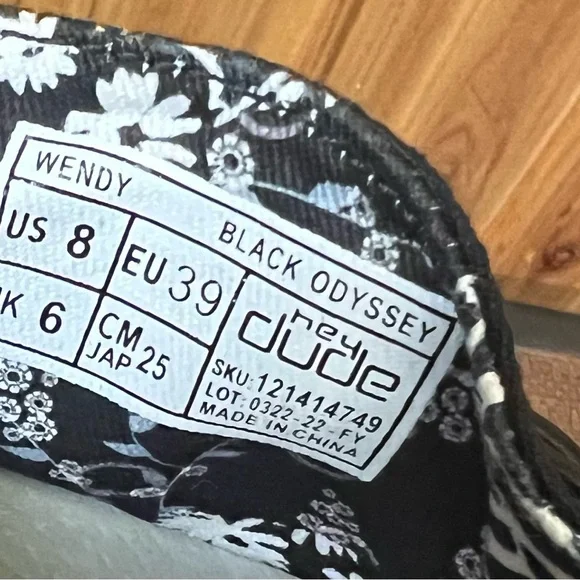 WENDY BLACK ODYSSEY
US 8 EU 39
K 6 CM JAP 25
hey dude
SKU: 121414749
LOT: 0322-22-FY
MADE IN CHINA